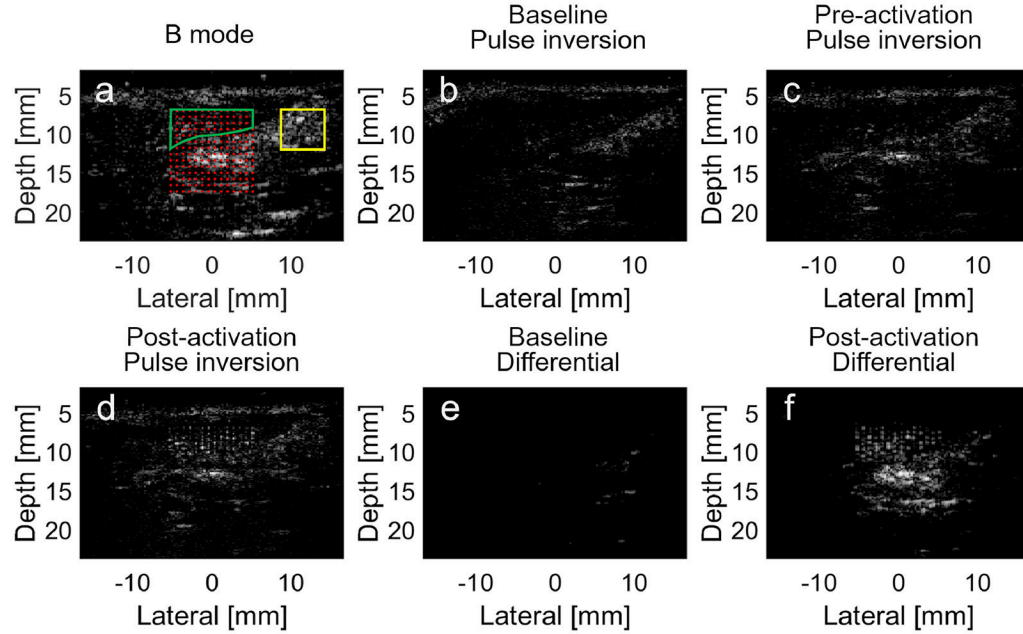 B mode
Baseline
Pulse inversion
Pre-activation
Pulse inversion
a
5
10
15
20
Depth [mm]
-10 0 10
Lateral [mm]
b
5
10
15
20
Depth [mm]
-10 0 10
Lateral [mm]
c
5
10
15
20
Depth [mm]
-10 0 10
Lateral [mm]
Post-activation
Pulse inversion
Baseline
Differential
Post-activation
Differential
d
5
10
15
20
Depth [mm]
-10 0 10
Lateral [mm]
e
5
10
15
20
Depth [mm]
-10 0 10
Lateral [mm]
f
5
10
15
20
Depth [mm]
-10 0 10
Lateral [mm]